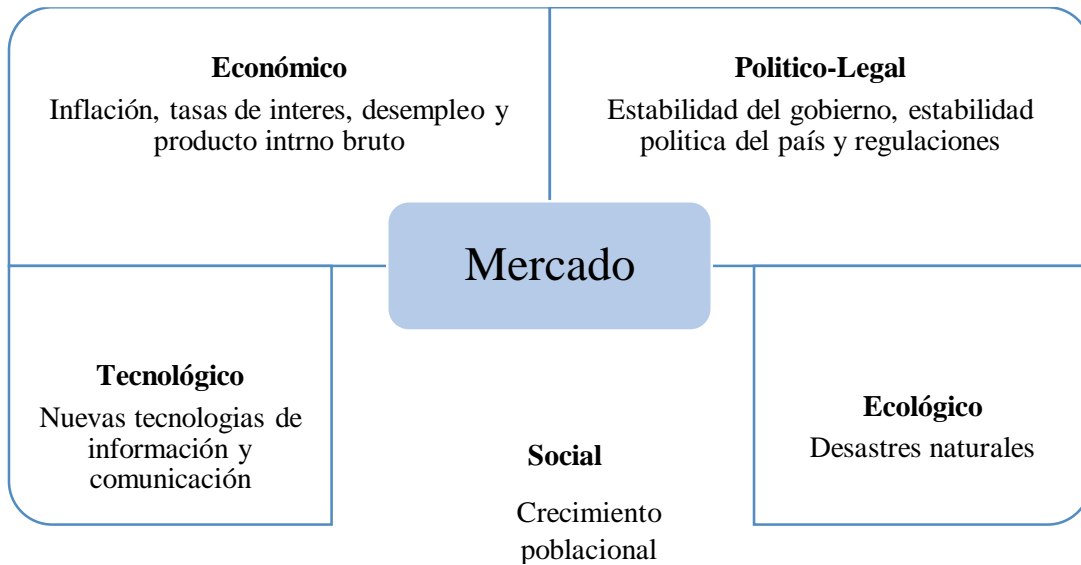 Económico
Inflación, tasas de interes, desempleo y
producto intrno bruto
Politico-Legal
Estabilidad del gobierno, estabilidad
politica del país y regulaciones
Mercado
Tecnológico
Nuevas tecnologias de
información y
comunicación
Social
Crecimiento
poblacional
Ecológico
Desastres naturales